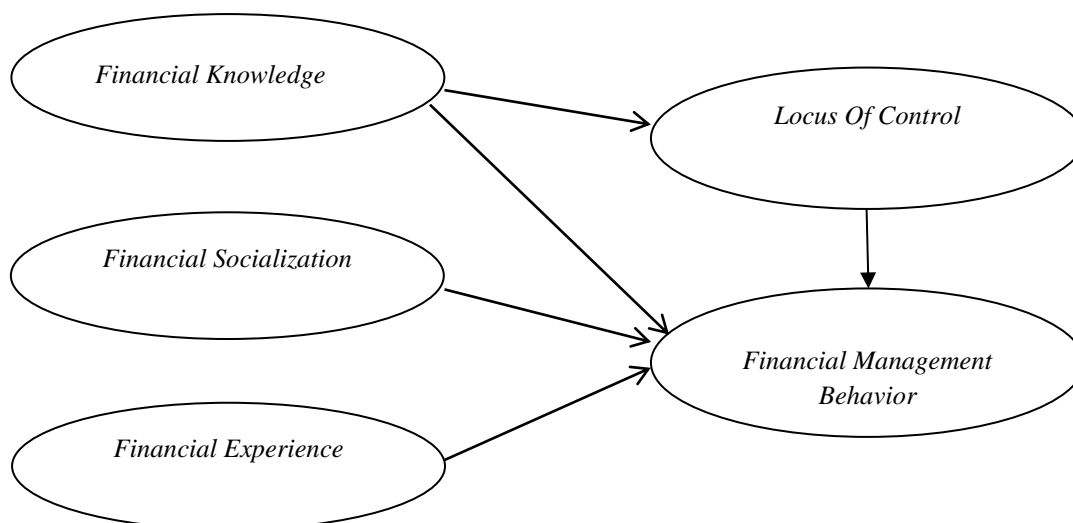 Financial Knowledge
Locus Of Control
Financial Socialization
Financial Management
Behavior
Financial Experience